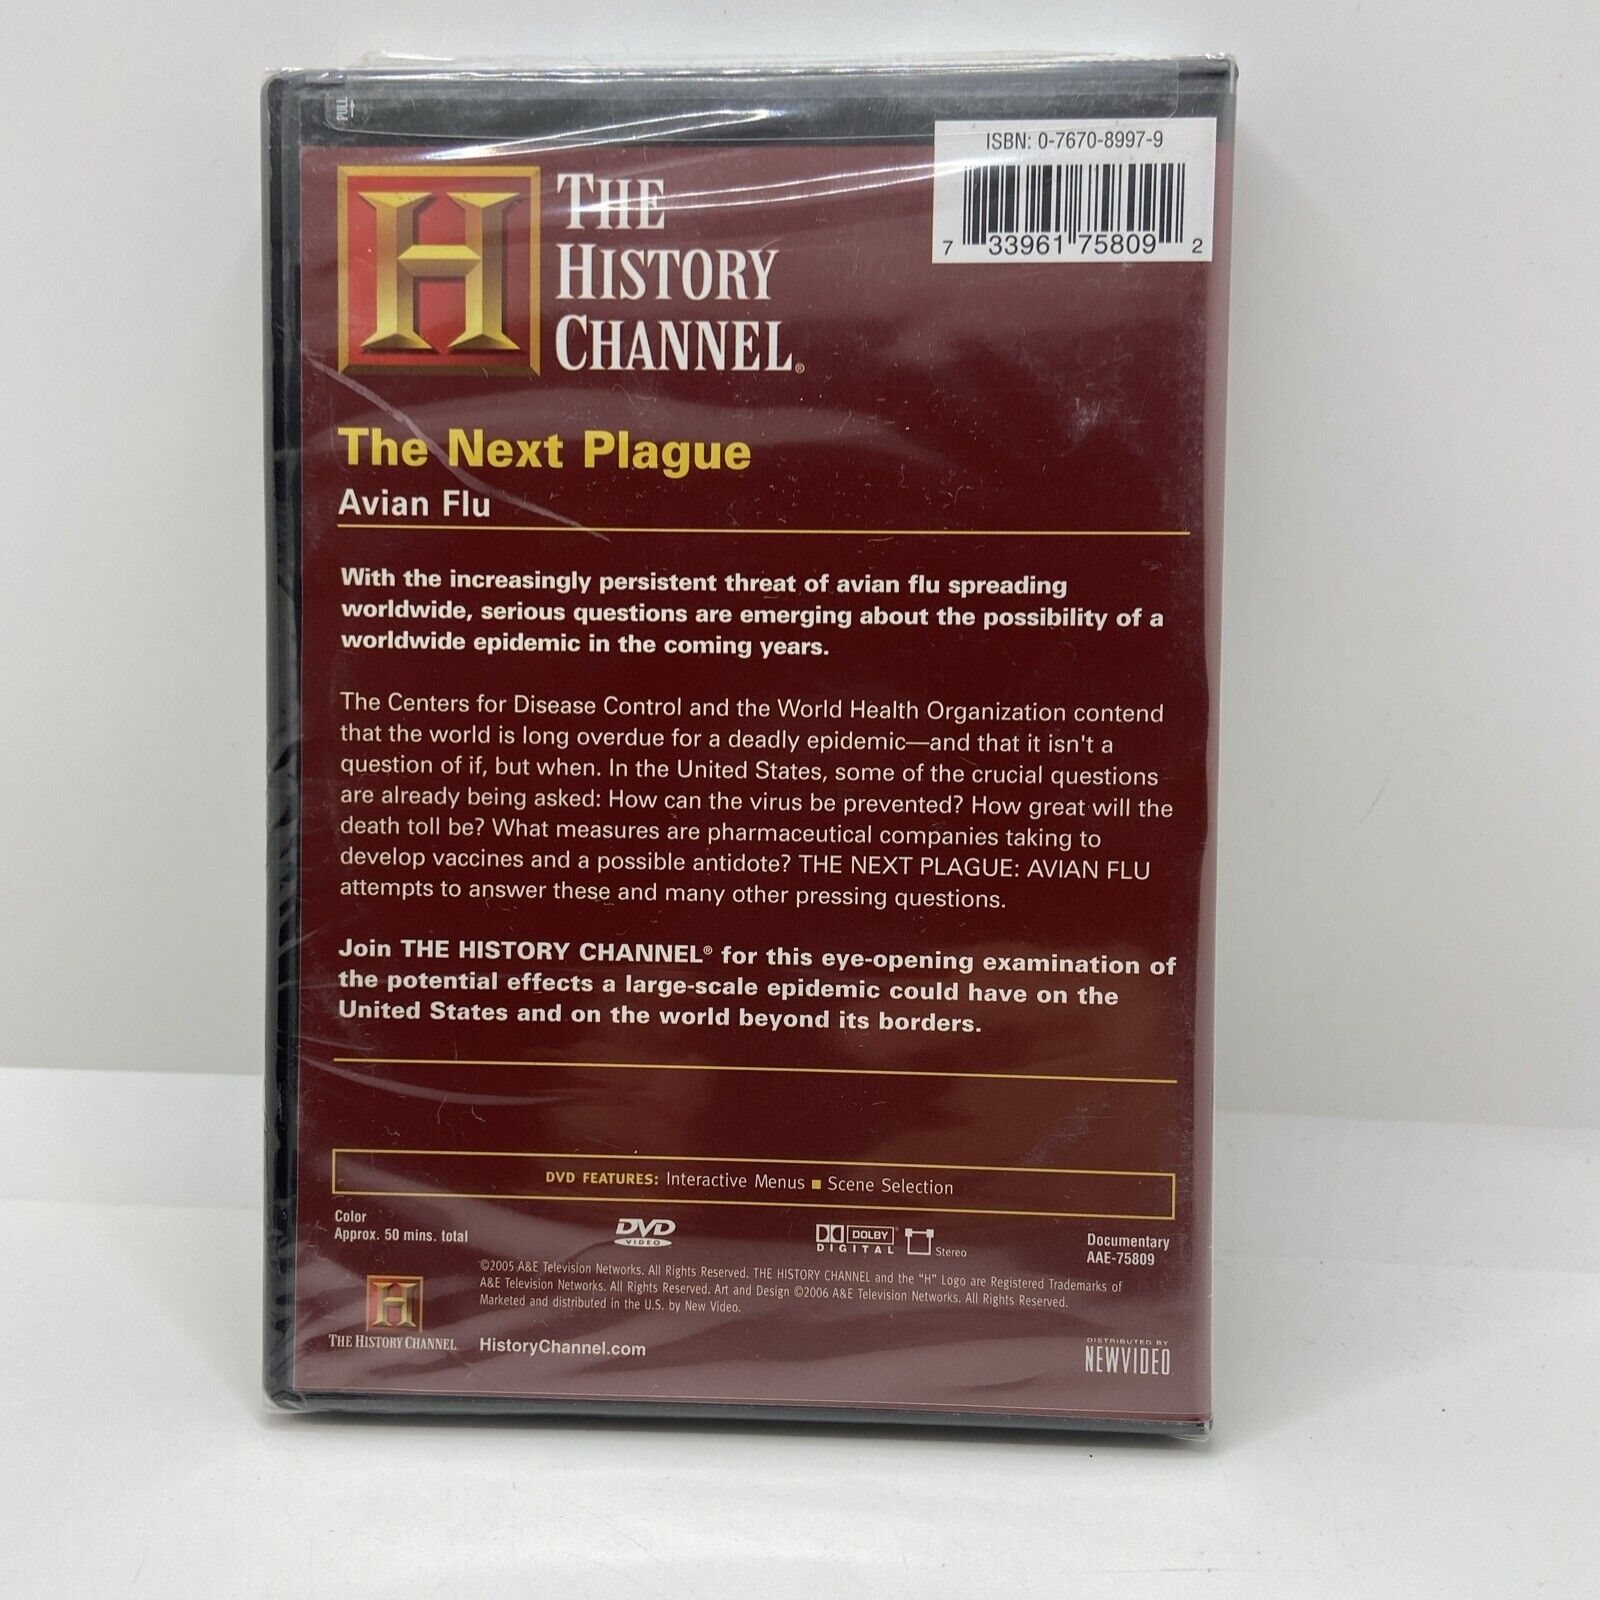 PULL
ISBN: 0-7670-8997-9
7 33961 75809 2
H
THE
HISTORY
CHANNEL®
The Next Plague
Avian Flu
With the increasingly persistent threat of avian flu spreading
worldwide, serious questions are emerging about the possibility of a
worldwide epidemic in the coming years.
The Centers for Disease Control and the World Health Organization contend
that the world is long overdue for a deadly epidemic—and that it isn't a
question of if, but when. In the United States, some of the crucial questions
are already being asked: How can the virus be prevented? How great will the
death toll be? What measures are pharmaceutical companies taking to
develop vaccines and a possible antidote? THE NEXT PLAGUE: AVIAN FLU
attempts to answer these and many other pressing questions.
Join THE HISTORY CHANNEL® for this eye-opening examination of
the potential effects a large-scale epidemic could have on the
United States and on the world beyond its borders.
DVD FEATURES: Interactive Menus ■ Scene Selection
Color
Approx. 50 mins. total
DVD
VIDEO
DOLBY®
DIGITAL
Stereo
Documentary
AAE-75809
©2005 A&E Television Networks. All Rights Reserved. THE HISTORY CHANNEL and the “H” Logo are Registered Trademarks of
A&E Television Networks. All Rights Reserved. Art and Design ©2006 A&E Television Networks. All Rights Reserved.
Marketed and distributed in the U.S. by New Video.
H
THE HISTORY CHANNEL.
HistoryChannel.com
DISTRIBUTED BY
NEWVIDEO